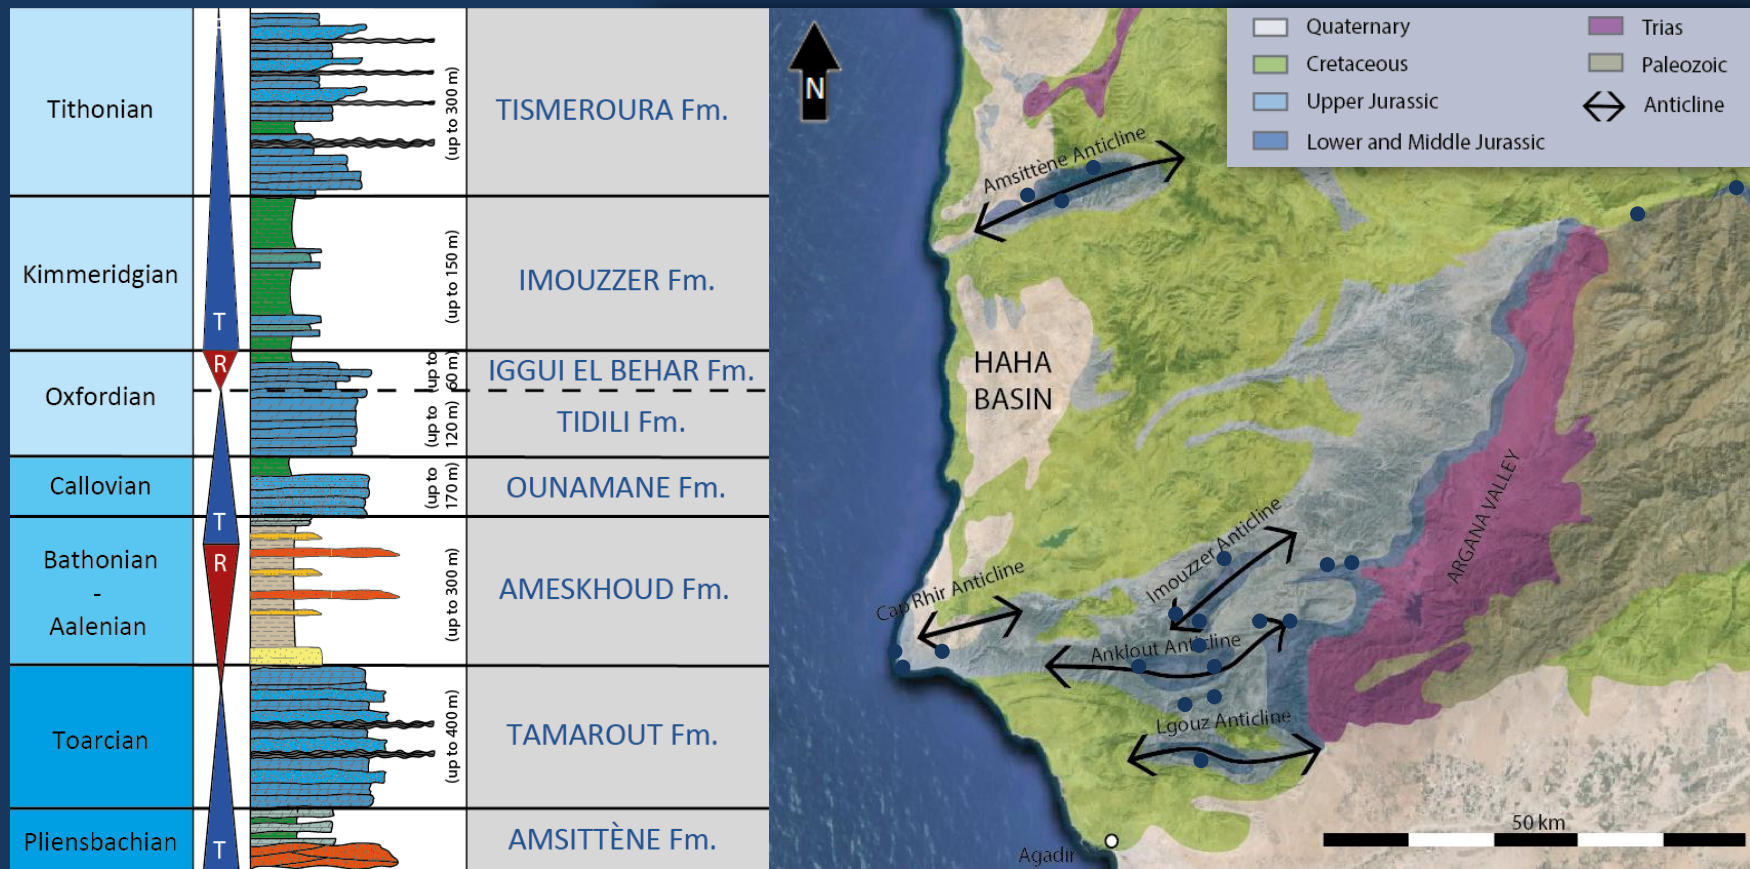 Tithonian
Kimmeridgian
Oxfordian
Callovian
Bathonian
-
Aalenian
Toarcian
Pliensbachian
T
R
T
R
T
(up to 300 m)
(up to 150 m)
(up to
60 m)
(up to
120 m)
(up to
170 m)
(up to 300 m)
(up to 400 m)
TISMEROURA Fm.
IMOUZZER Fm.
IGGUI EL BEHAR Fm.
TIDILI Fm.
OUNAMANE Fm.
AMESKHOUD Fm.
TAMAROUT Fm.
AMSITTÈNE Fm.
N
Quaternary
Cretaceous
Upper Jurassic
Lower and Middle Jurassic
Trias
Paleozoic
Anticline
Amsittène Anticline
HAHA
BASIN
ARGANA VALLEY
Imouzzer Anticline
Cap Rhir Anticline
Anklout Anticline
Lgouz Anticline
50 km
Agadir